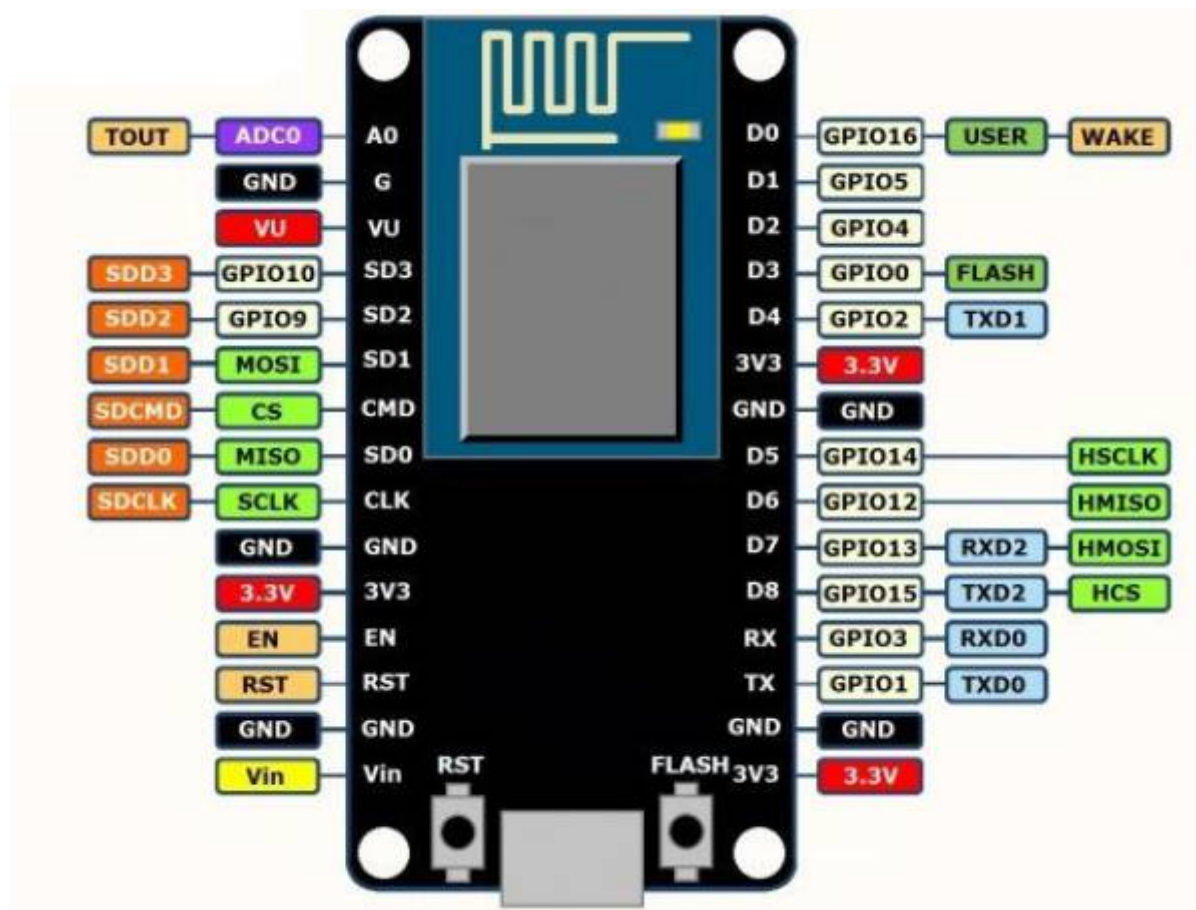 TOUT ADC0 A0 D0 GPIO16 USER WAKE
GND G D1 GPIO5
VU VU D2 GPIO4
SDD3 GPIO10 SD3 D3 GPIO0 FLASH
SDD2 GPIO9 SD2 D4 GPIO2 TXD1
SDD1 MOSI SD1 3V3 3.3V
SDCMD CS CMD GND GND
SDD0 MISO SD0 D5 GPIO14 HSCLK
SDCLK SCLK CLK D6 GPIO12 HMISO
GND GND D7 GPIO13 RXD2 HMOSI
3.3V 3V3 D8 GPIO15 TXD2 HCS
EN EN RX GPIO3 RXD0
RST RST TX GPIO1 TXD0
GND GND GND GND
Vin Vin RST FLASH 3V3 3.3V